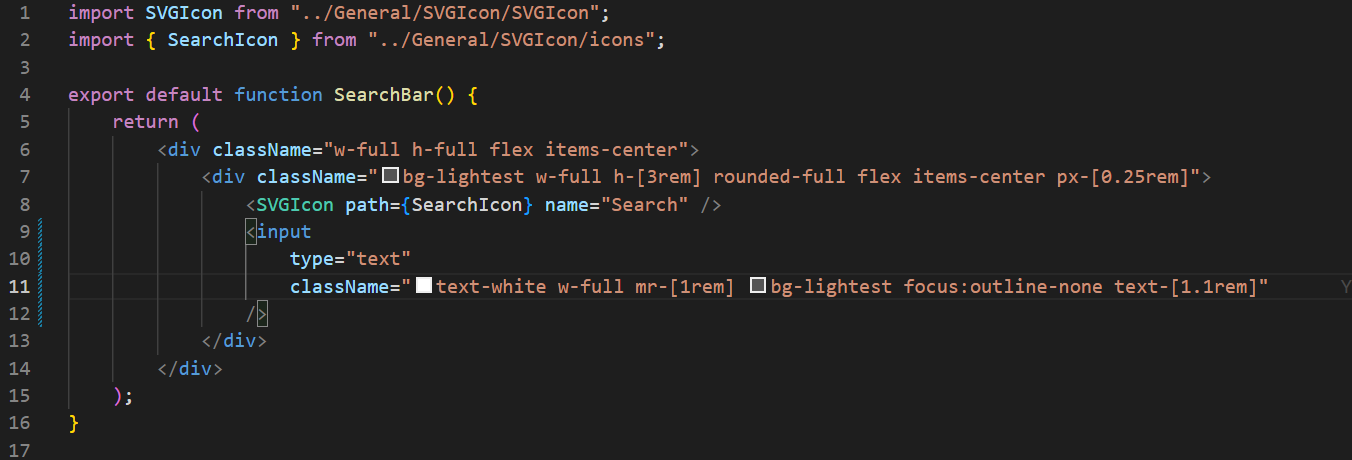 1 import SVGIcon from "../General/SVGIcon/SVGIcon";
2 import { SearchIcon } from "../General/SVGIcon/icons";
3
4 export default function SearchBar() {
5     return (
6         <div className="w-full h-full flex items-center">
7             <div className="bg-lightest w-full h-[3rem] rounded-full flex items-center px-[0.25rem]">
8                 <SVGIcon path={SearchIcon} name="Search" />
9                 <input
10                     type="text"
11                     className="text-white w-full mr-[1rem] bg-lightest focus:outline-none text-[1.1rem]" Y
12                 />
13             </div>
14         </div>
15     );
16 }
17